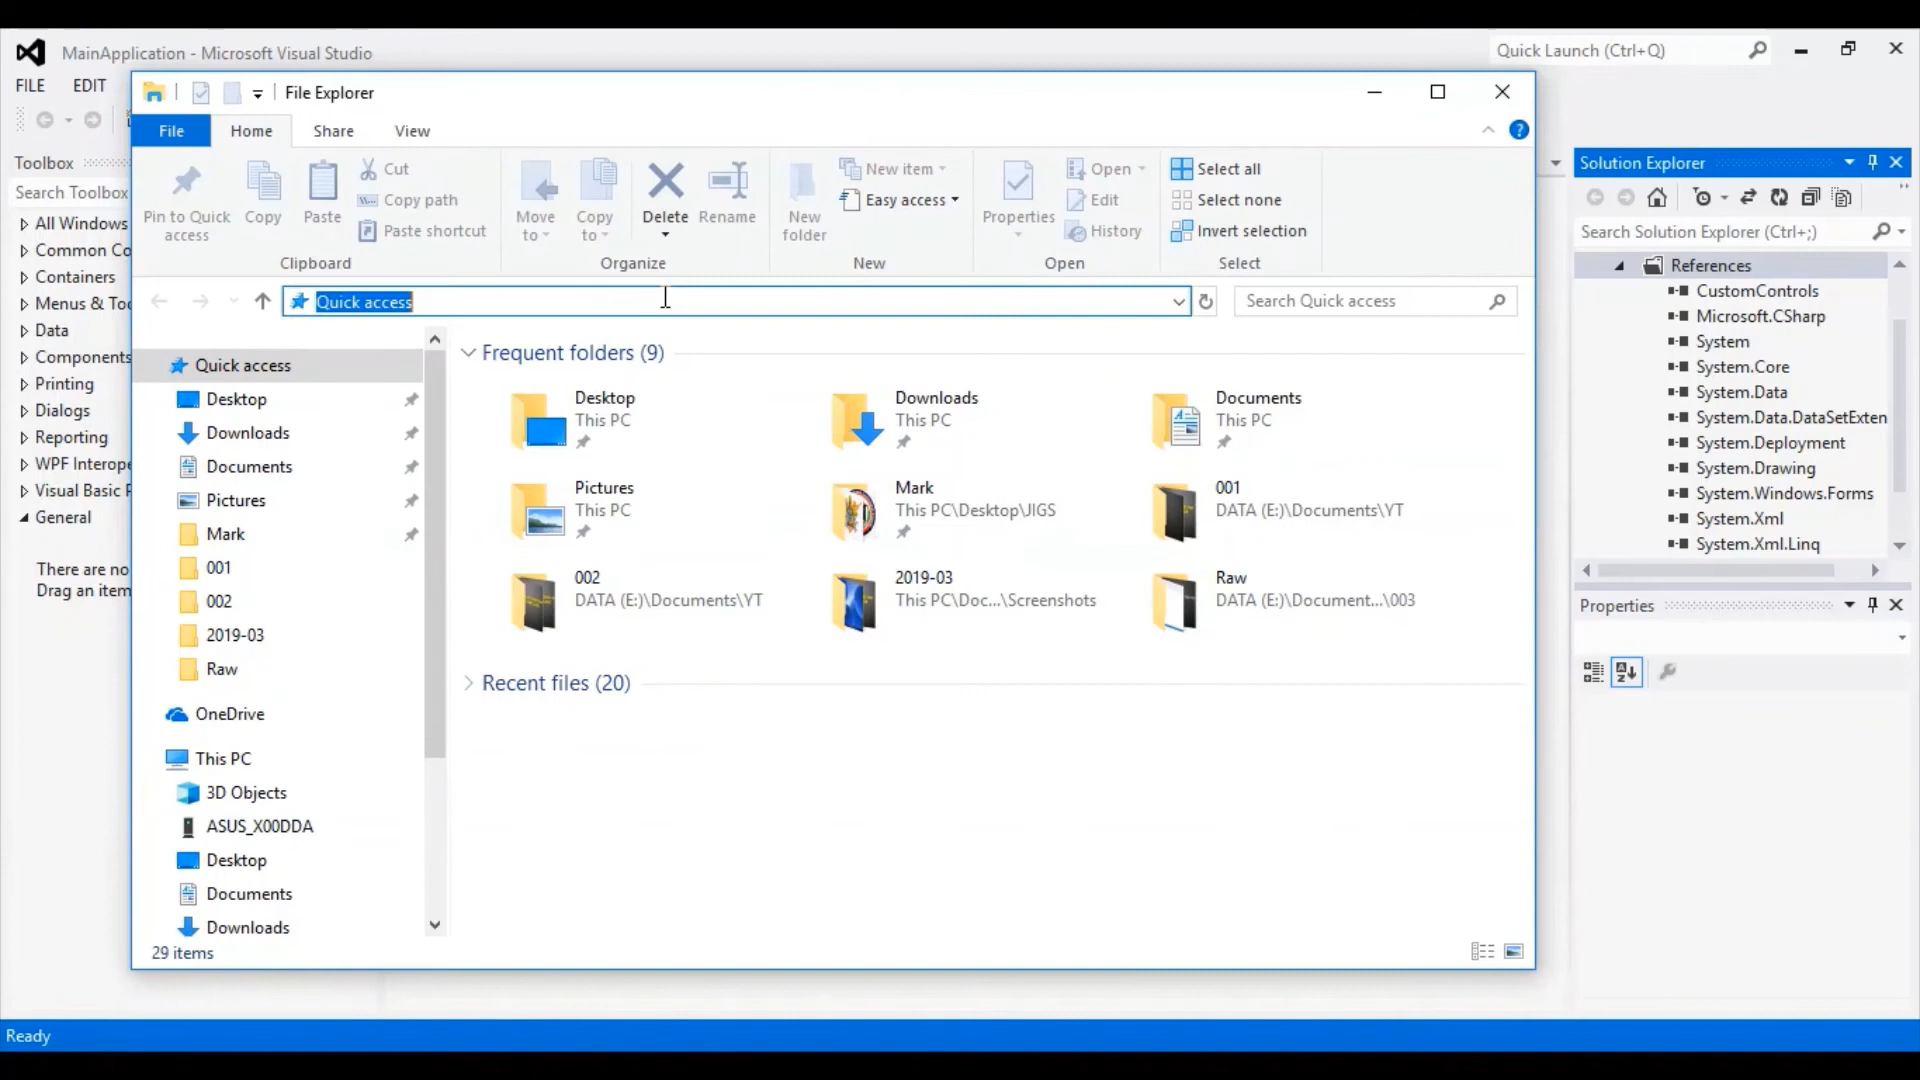 MainApplication - Microsoft Visual Studio
Quick Launch (Ctrl+Q)
FILE EDIT
File Explorer
File Home Share View
Pin to Quick access
Copy
Paste
Cut
Copy path
Paste shortcut
Clipboard
Move to
Copy to
Delete
Rename
Organize
New folder
New item
Easy access
New
Properties
Open
Edit
History
Open
Select all
Select none
Invert selection
Select
Quick access
Search Quick access
Toolbox
Search Toolbox
All Windows
Common Co
Containers
Menus & Too
Data
Components
Printing
Dialogs
Reporting
WPF Interope
Visual Basic P
General
There are no
Drag an item
Quick access
Desktop
Downloads
Documents
Pictures
Mark
001
002
2019-03
Raw
OneDrive
This PC
3D Objects
ASUS_X00DDA
Desktop
Documents
Downloads
29 items
Frequent folders (9)
Desktop
This PC
Downloads
This PC
Documents
This PC
Pictures
This PC
Mark
This PC\Desktop\JIGS
001
DATA (E:)\Documents\YT
002
DATA (E:)\Documents\YT
2019-03
This PC\Doc...\Screenshots
Raw
DATA (E:)\Document...\003
Recent files (20)
Solution Explorer
Search Solution Explorer (Ctrl+;)
References
CustomControls
Microsoft.CSharp
System
System.Core
System.Data
System.Data.DataSetExten
System.Deployment
System.Drawing
System.Windows.Forms
System.Xml
System.Xml.Linq
Properties
Ready